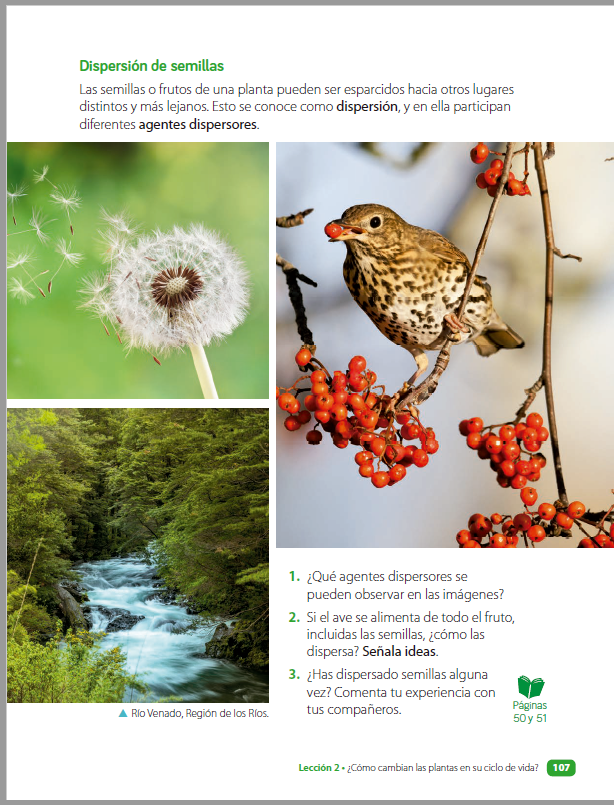 Dispersión de semillas
Las semillas o frutos de una planta pueden ser esparcidos hacia otros lugares
distintos y más lejanos. Esto se conoce como dispersión, y en ella participan
diferentes agentes dispersores.
1. ¿Qué agentes dispersores se
pueden observar en las imágenes?
2. Si el ave se alimenta de todo el fruto,
incluidas las semillas, ¿cómo las
dispersa? Señala ideas.
3. ¿Has dispersado semillas alguna
vez? Comenta tu experiencia con
tus compañeros.
Páginas
50 y 51
▲ Río Venado, Región de los Ríos.
Lección 2 • ¿Cómo cambian las plantas en su ciclo de vida? 107